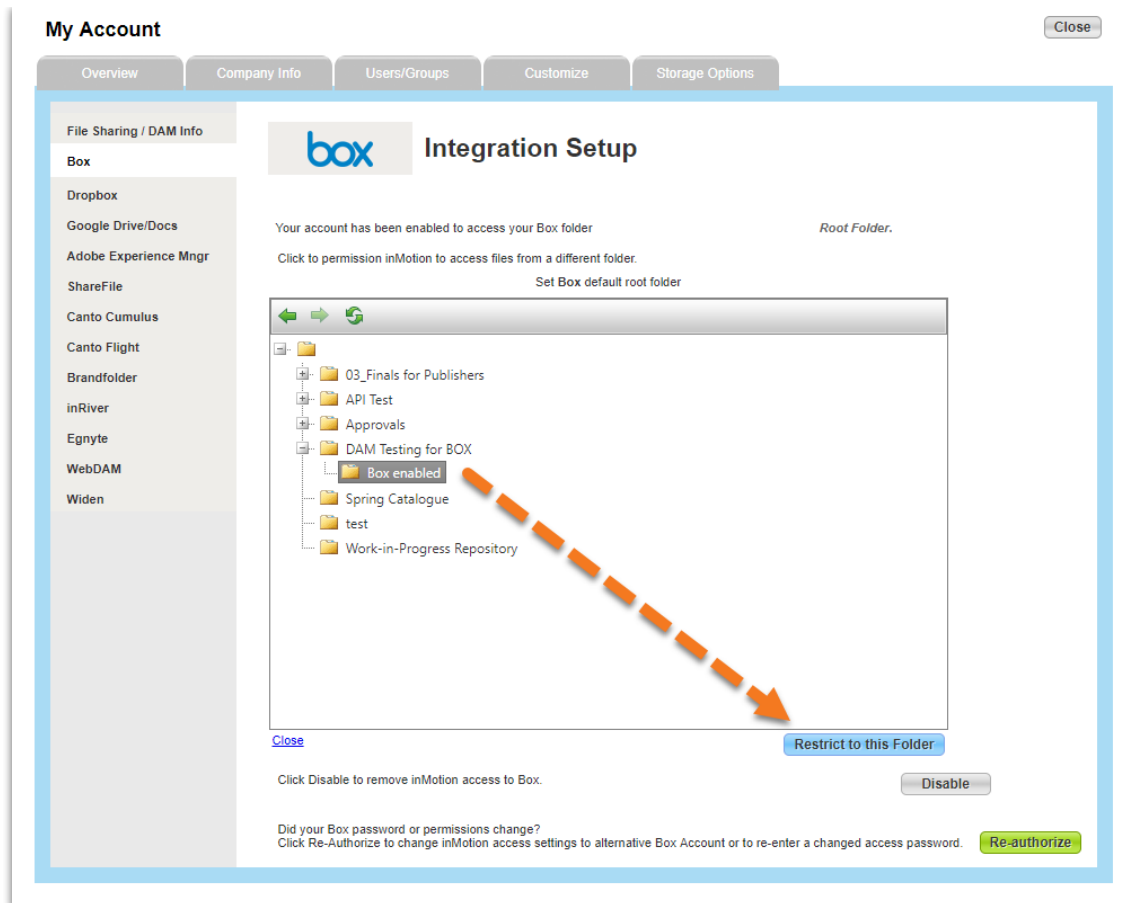 My Account
Close
Overview
Company Info
Users/Groups
Customize
Storage Options
File Sharing / DAM Info
Box
Dropbox
Google Drive/Docs
Adobe Experience Mngr
ShareFile
Canto Cumulus
Canto Flight
Brandfolder
inRiver
Egnyte
WebDAM
Widen
box
Integration Setup
Your account has been enabled to access your Box folder
Root Folder.
Click to permission inMotion to access files from a different folder.
Set Box default root folder
03_Finals for Publishers
API Test
Approvals
DAM Testing for BOX
Box enabled
Spring Catalogue
test
Work-in-Progress Repository
Close
Restrict to this Folder
Click Disable to remove inMotion access to Box.
Disable
Did your Box password or permissions change?
Click Re-Authorize to change inMotion access settings to alternative Box Account or to re-enter a changed access password.
Re-authorize